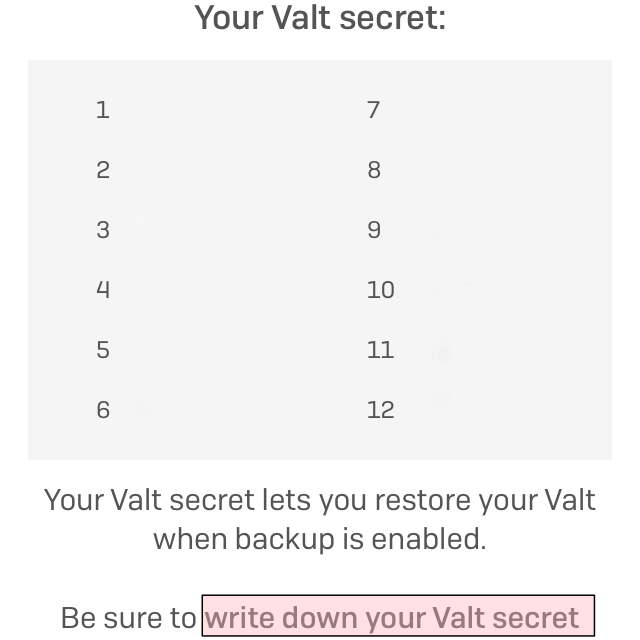 Your Valt secret:
1 7
2 8
3 9
4 10
5 11
6 12
Your Valt secret lets you restore your Valt
when backup is enabled.
Be sure to write down your Valt secret